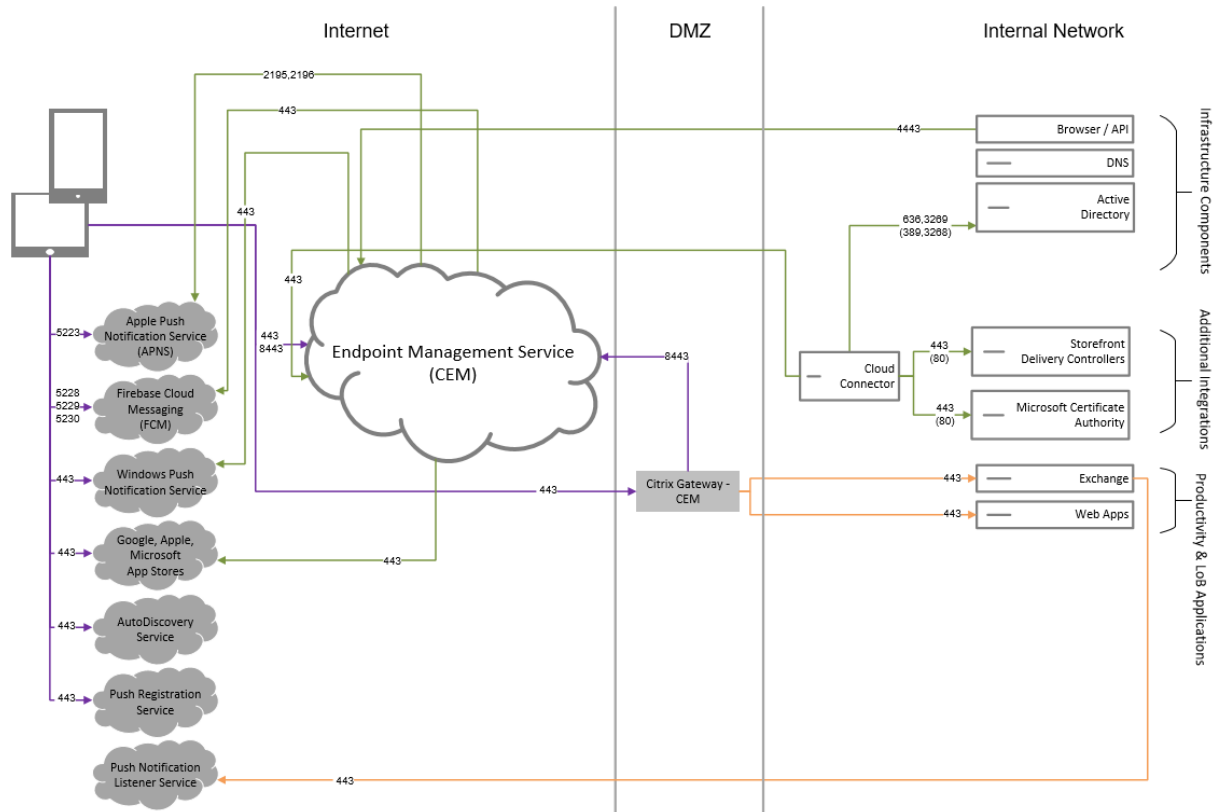 Internet
DMZ
Internal Network
2195,2196
443
4443
Browser / API
DNS
Active
Directory
Infrastructure Components
443
636,3269
(389,3268)
443
Apple Push
Notification Service
(APNS)
5223
443
8443
Endpoint Management Service
(CEM)
8443
Cloud
Connector
443
(80)
Storefront
Delivery Controllers
443
(80)
Microsoft Certificate
Authority
Additional Integrations
5228
5229
5230
Firebase Cloud
Messaging
(FCM)
443
Windows Push
Notification Service
443
Citrix Gateway -
CEM
443
Exchange
443
Web Apps
Productivity & LoB Applications
443
Google, Apple,
Microsoft
App Stores
443
443
AutoDiscovery
Service
443
Push Registration
Service
Push Notification
Listener Service
443